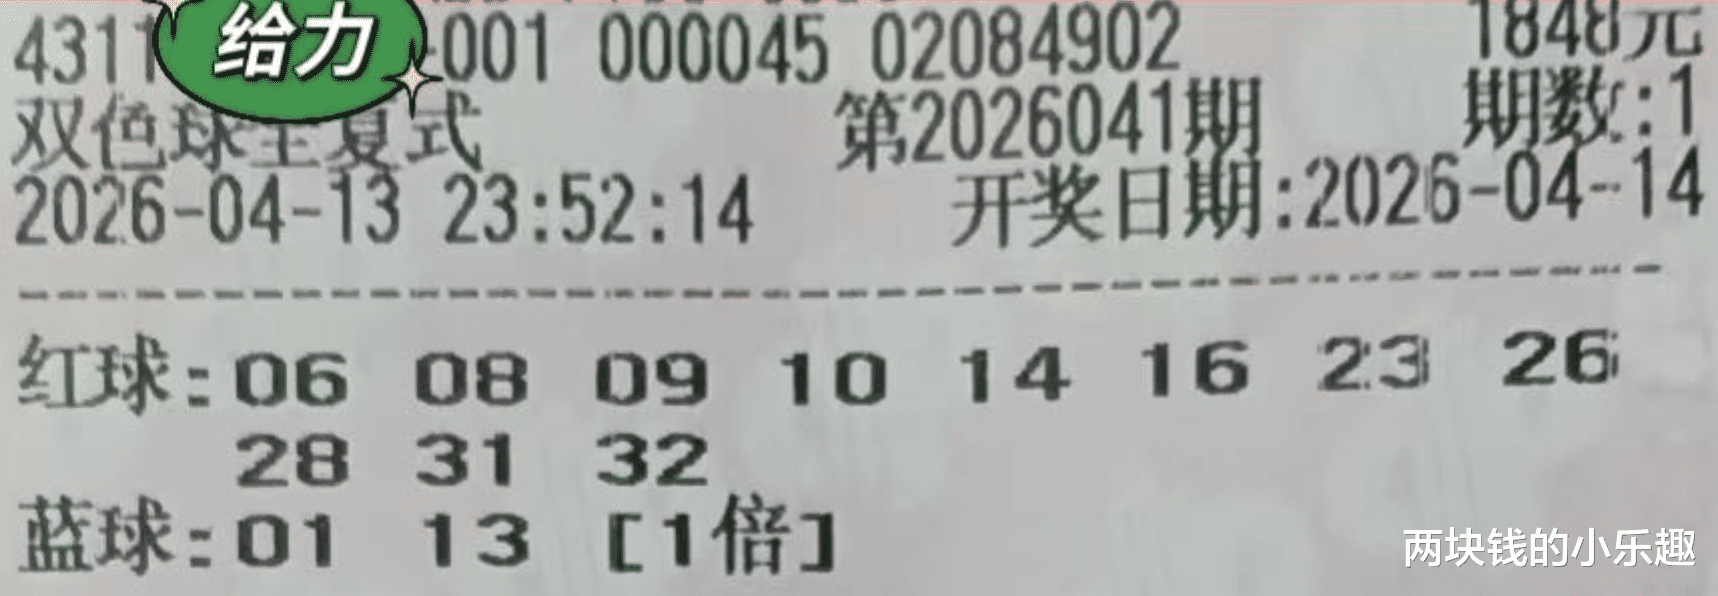 给力
4311 -001 000045 02084902 1848元
双色球全复式 第2026041期 期数:1
2026-04-13 23:52:14 开奖日期:2026-04-14
红球:06 08 09 10 14 16 23 26
28 31 32
蓝球:01 13 [1倍]
两块钱的小乐趣